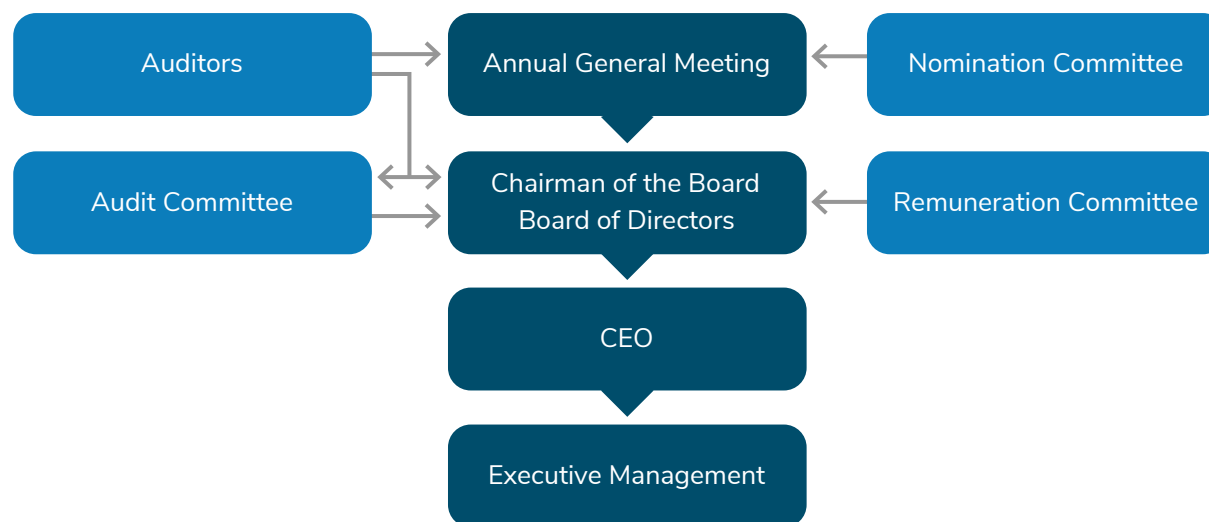 Auditors
Annual General Meeting
Nomination Committee
Audit Committee
Chairman of the Board
Board of Directors
Remuneration Committee
CEO
Executive Management